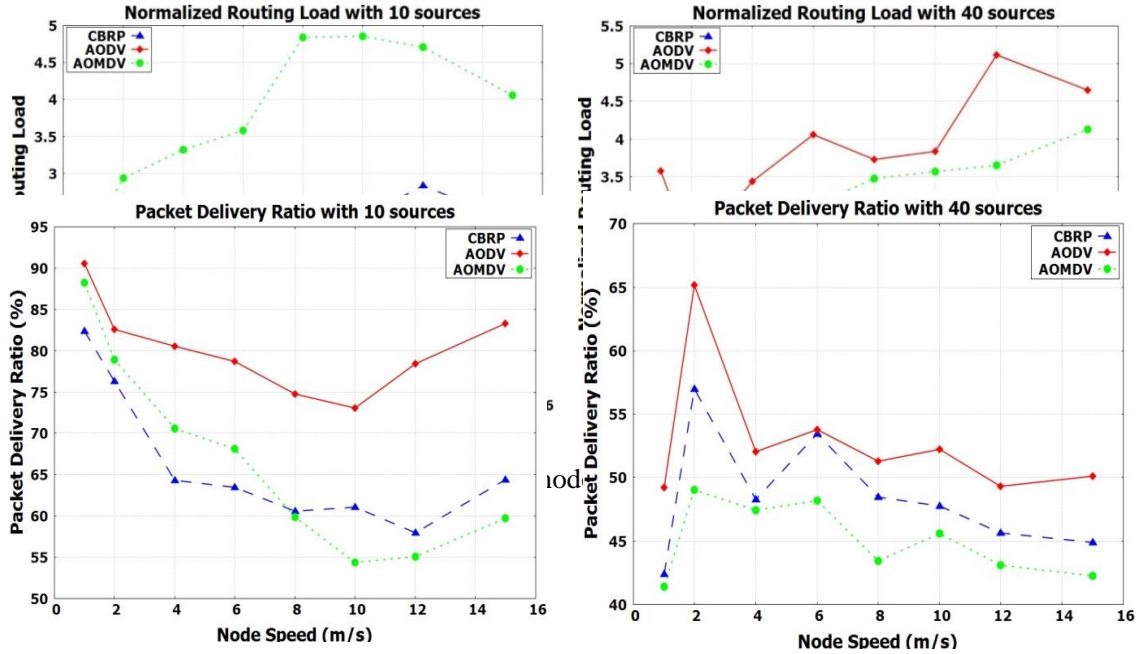 Normalized Routing Load with 10 sources
CBRP
AODV
AOMDV
5
4.5
4
3.5
3
Normalized Routing Load with 40 sources
CBRP
AODV
AOMDV
5.5
5
4.5
4
3.5
Normalized Routing Load
Packet Delivery Ratio with 10 sources
CBRP
AODV
AOMDV
Packet Delivery Ratio (%)
95
90
85
80
75
70
65
60
55
50
0 2 4 6 8 10 12 14 16
Node Speed (m/s)
Packet Delivery Ratio with 40 sources
CBRP
AODV
AOMDV
Packet Delivery Ratio (%)
70
65
60
55
50
45
40
0 2 4 6 8 10 12 14 16
Node Speed (m/s)